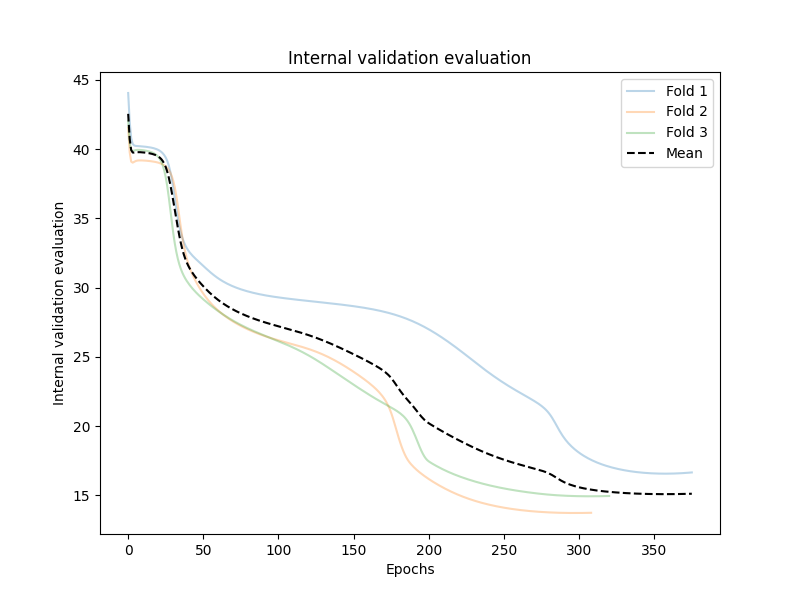 Internal validation evaluation
Internal validation evaluation
45
40
35
30
25
20
15
Fold 1
Fold 2
Fold 3
Mean
0 50 100 150 200 250 300 350
Epochs